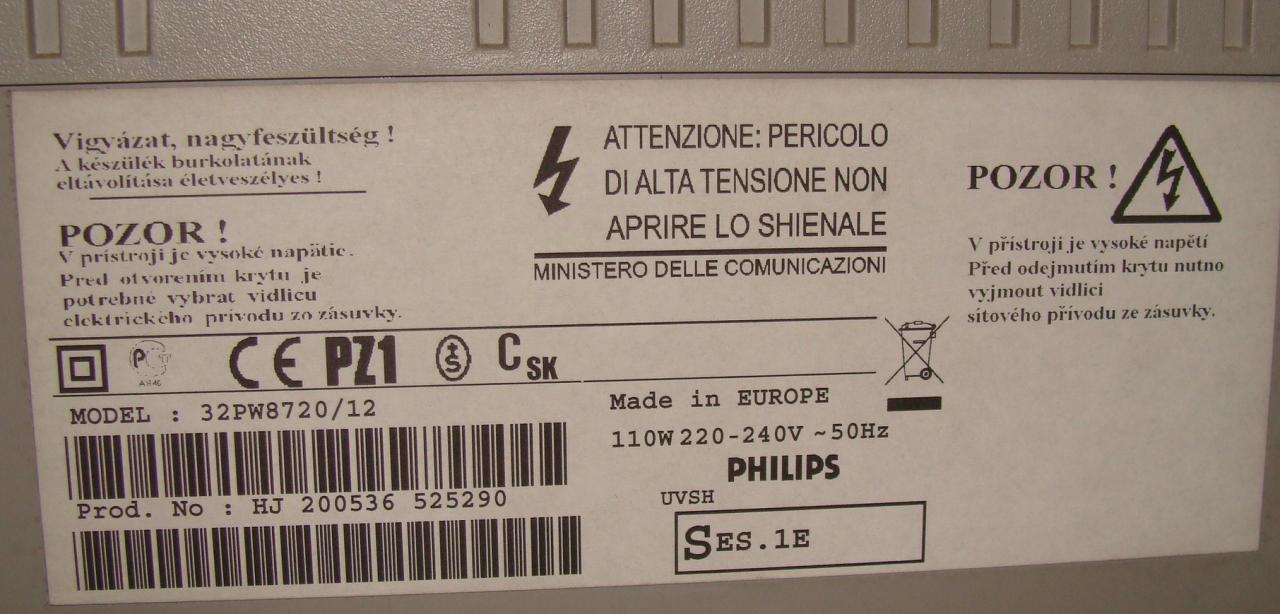 Vigyázat, nagyfeszültség !
A készülék burkolatának
eltávolítása életveszélyes !
POZOR !
V prístroji je vysoké napätie.
Pred otvorením krytu je
potrebné vybrat vidlicu
elektrického prívodu zo zásuvky.
ATTENZIONE: PERICOLO
DI ALTA TENSIONE NON
APRIRE LO SHIENALE
MINISTERO DELLE COMUNICAZIONI
POZOR !
V přístroji je vysoké napětí
Před odejmutím krytu nutno
vyjmout vidlici
síťového přívodu ze zásuvky.
CE PZ1 C SK
MODEL : 32PW8720/12
Prod. No : HJ 200536 525290
Made in EUROPE
110W 220-240V ~ 50Hz
PHILIPS
UVSH
SES.1E